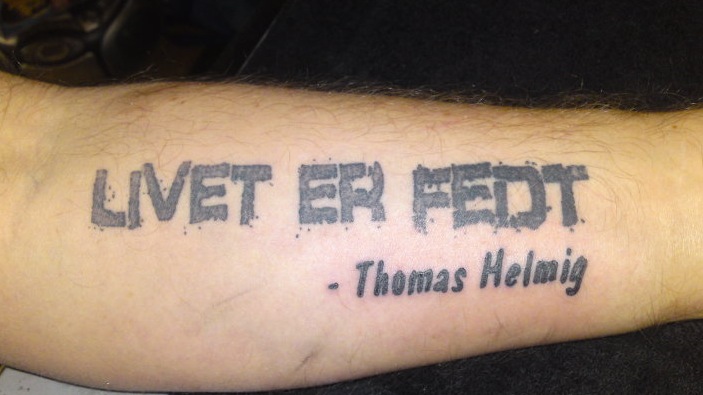 LIVET ER FEDT
- Thomas Helmig